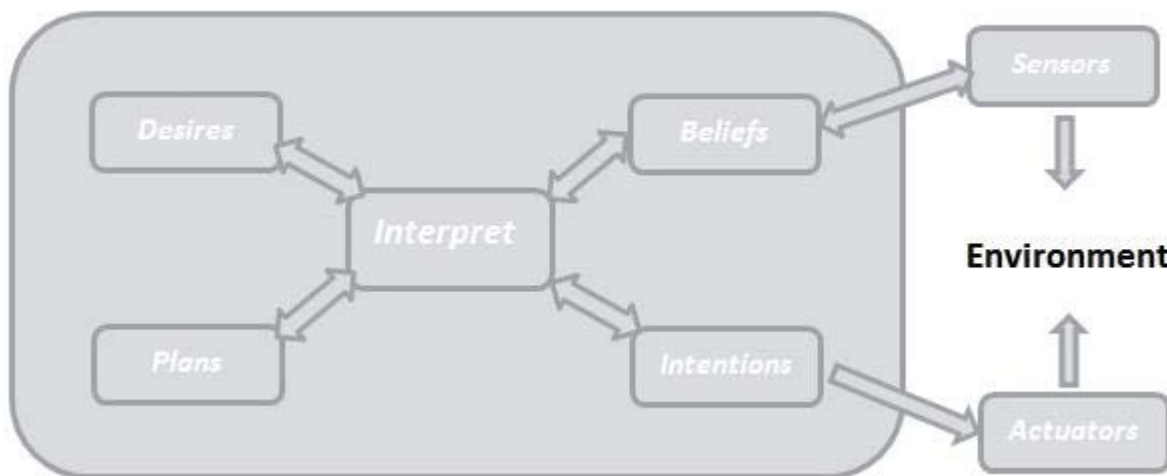 Sensors
Desires
Beliefs
Interpret
Environment
Plans
Intentions
Actuators